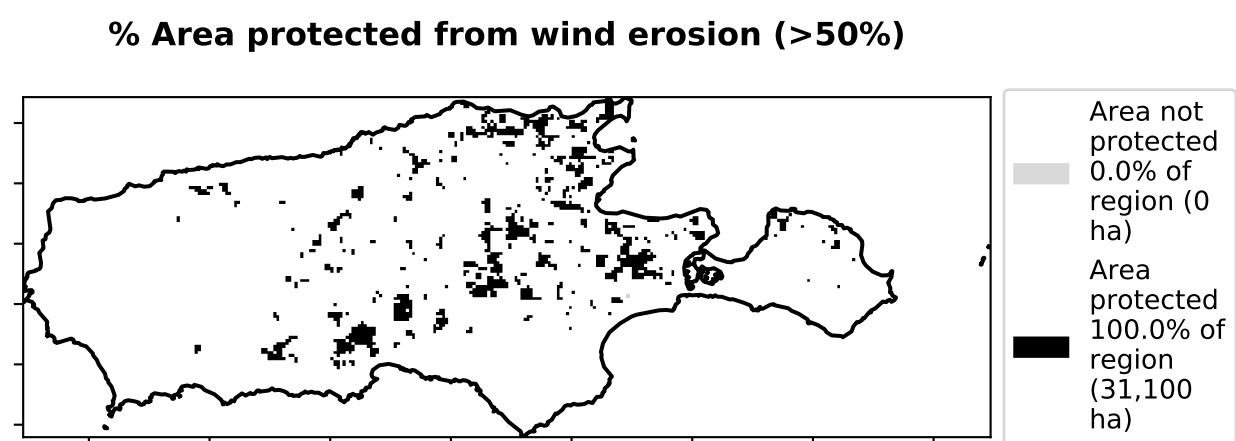 % Area protected from wind erosion (>50%)
Area not
protected
0.0% of
region (0
ha)
Area
protected
100.0% of
region
(31,100
ha)